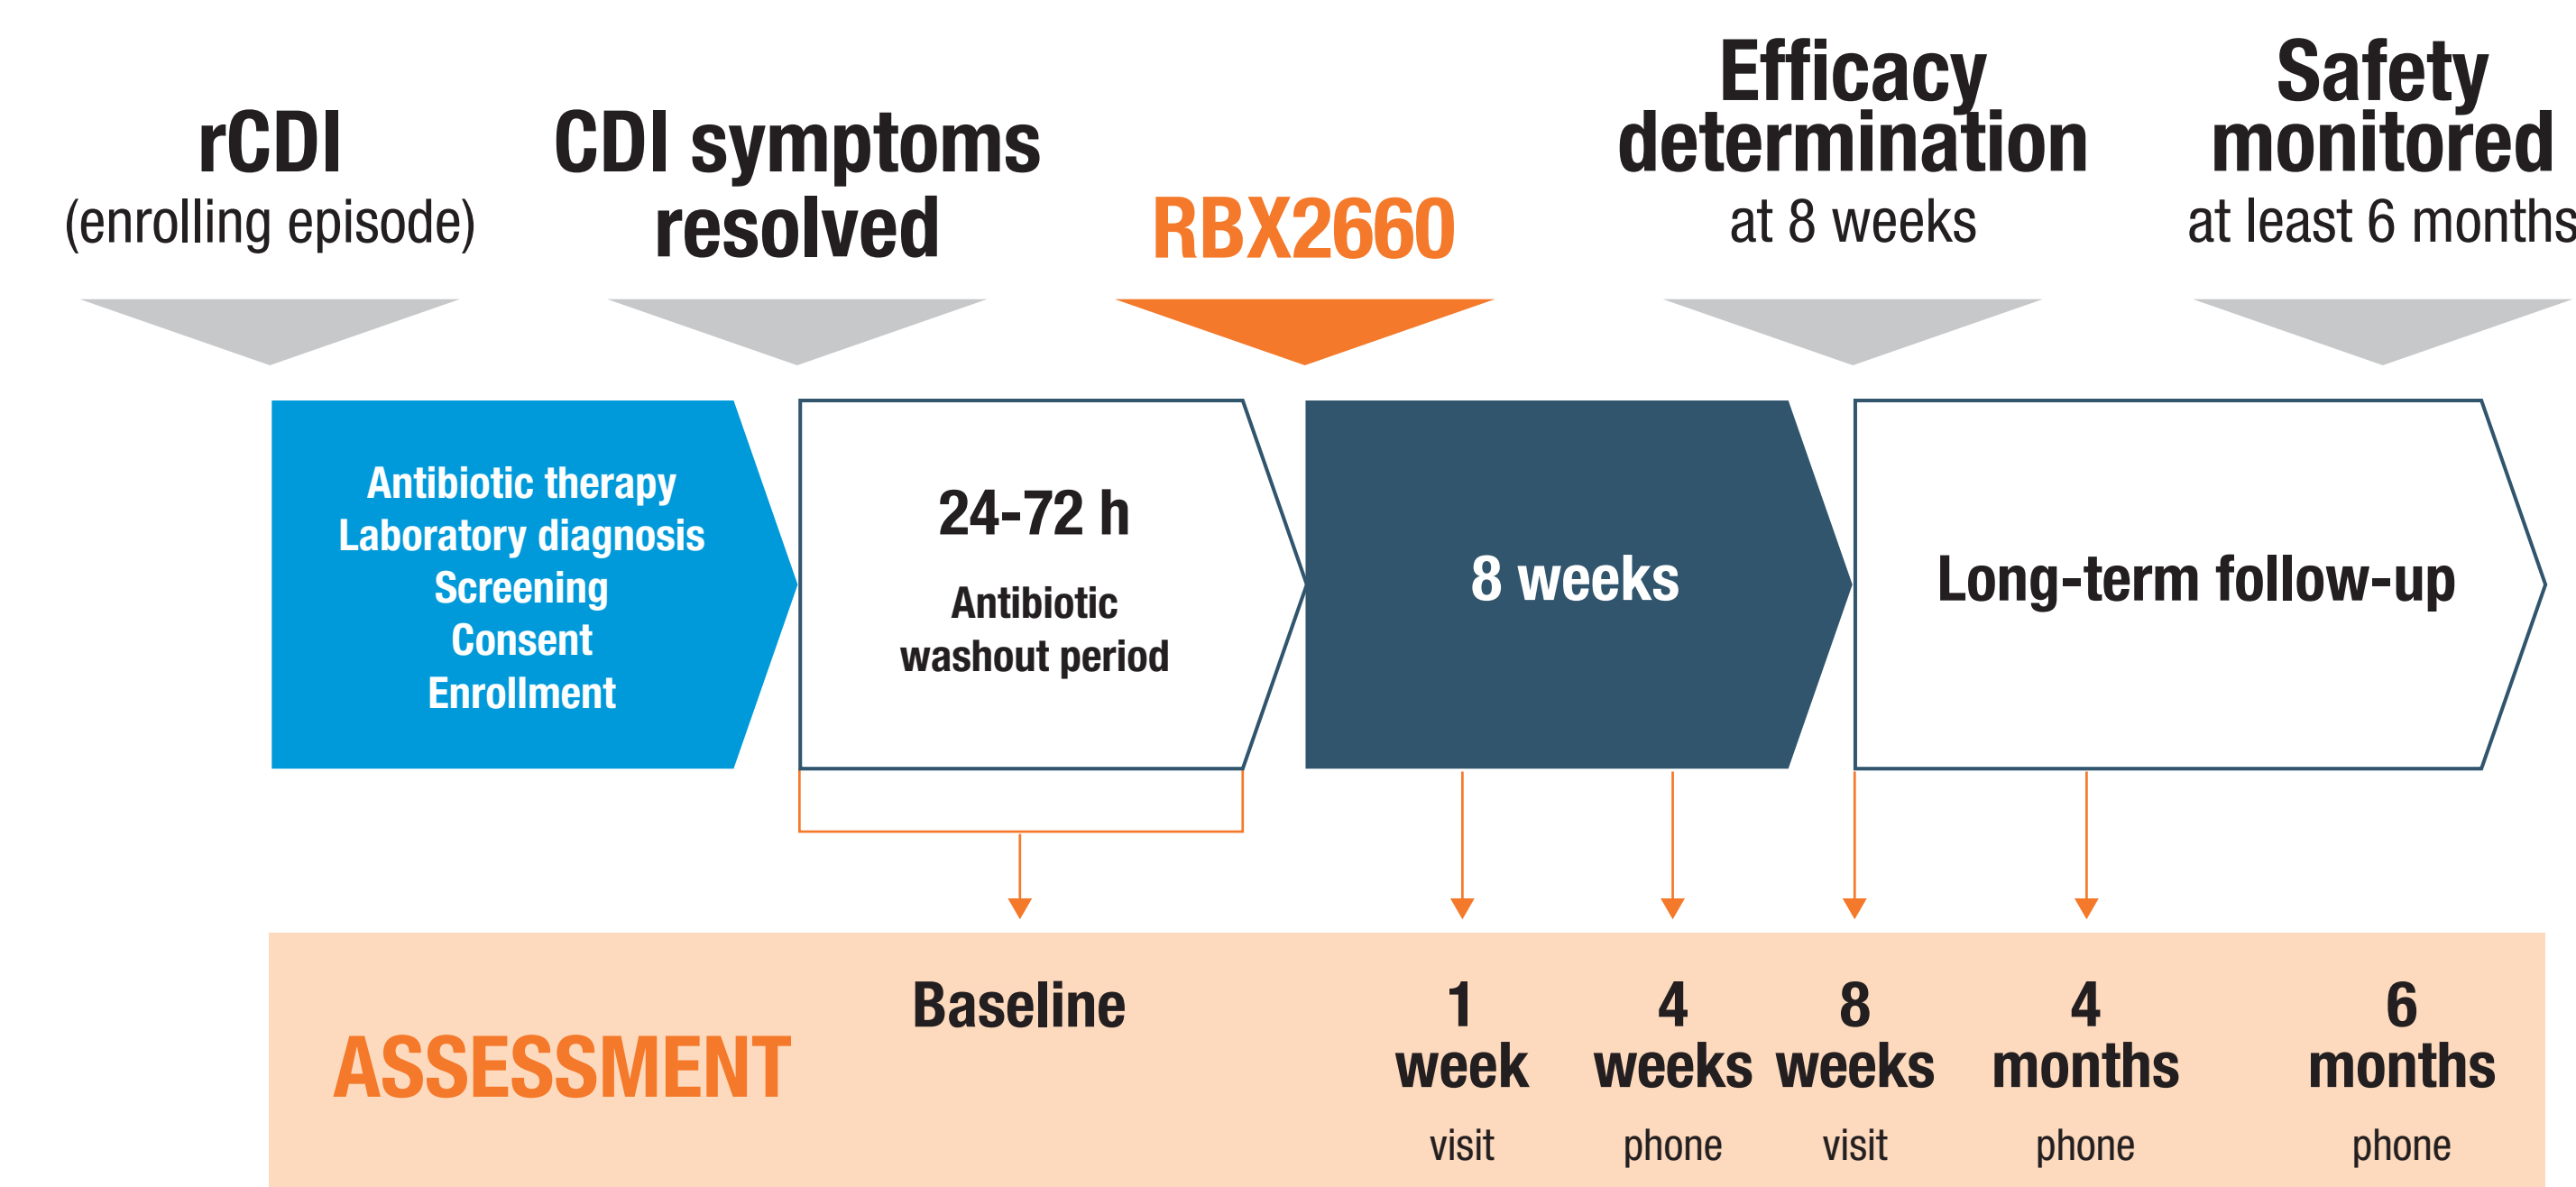 rCDI
(enrolling episode)
CDI symptoms
resolved
RBX2660
Efficacy
determination
at 8 weeks
Safety
monitored
at least 6 months
Antibiotic therapy
Laboratory diagnosis
Screening
Consent
Enrollment
24-72 h
Antibiotic
washout period
8 weeks
Long-term follow-up
ASSESSMENT
Baseline
1
week
visit
4
weeks
phone
8
weeks
visit
4
months
phone
6
months
phone